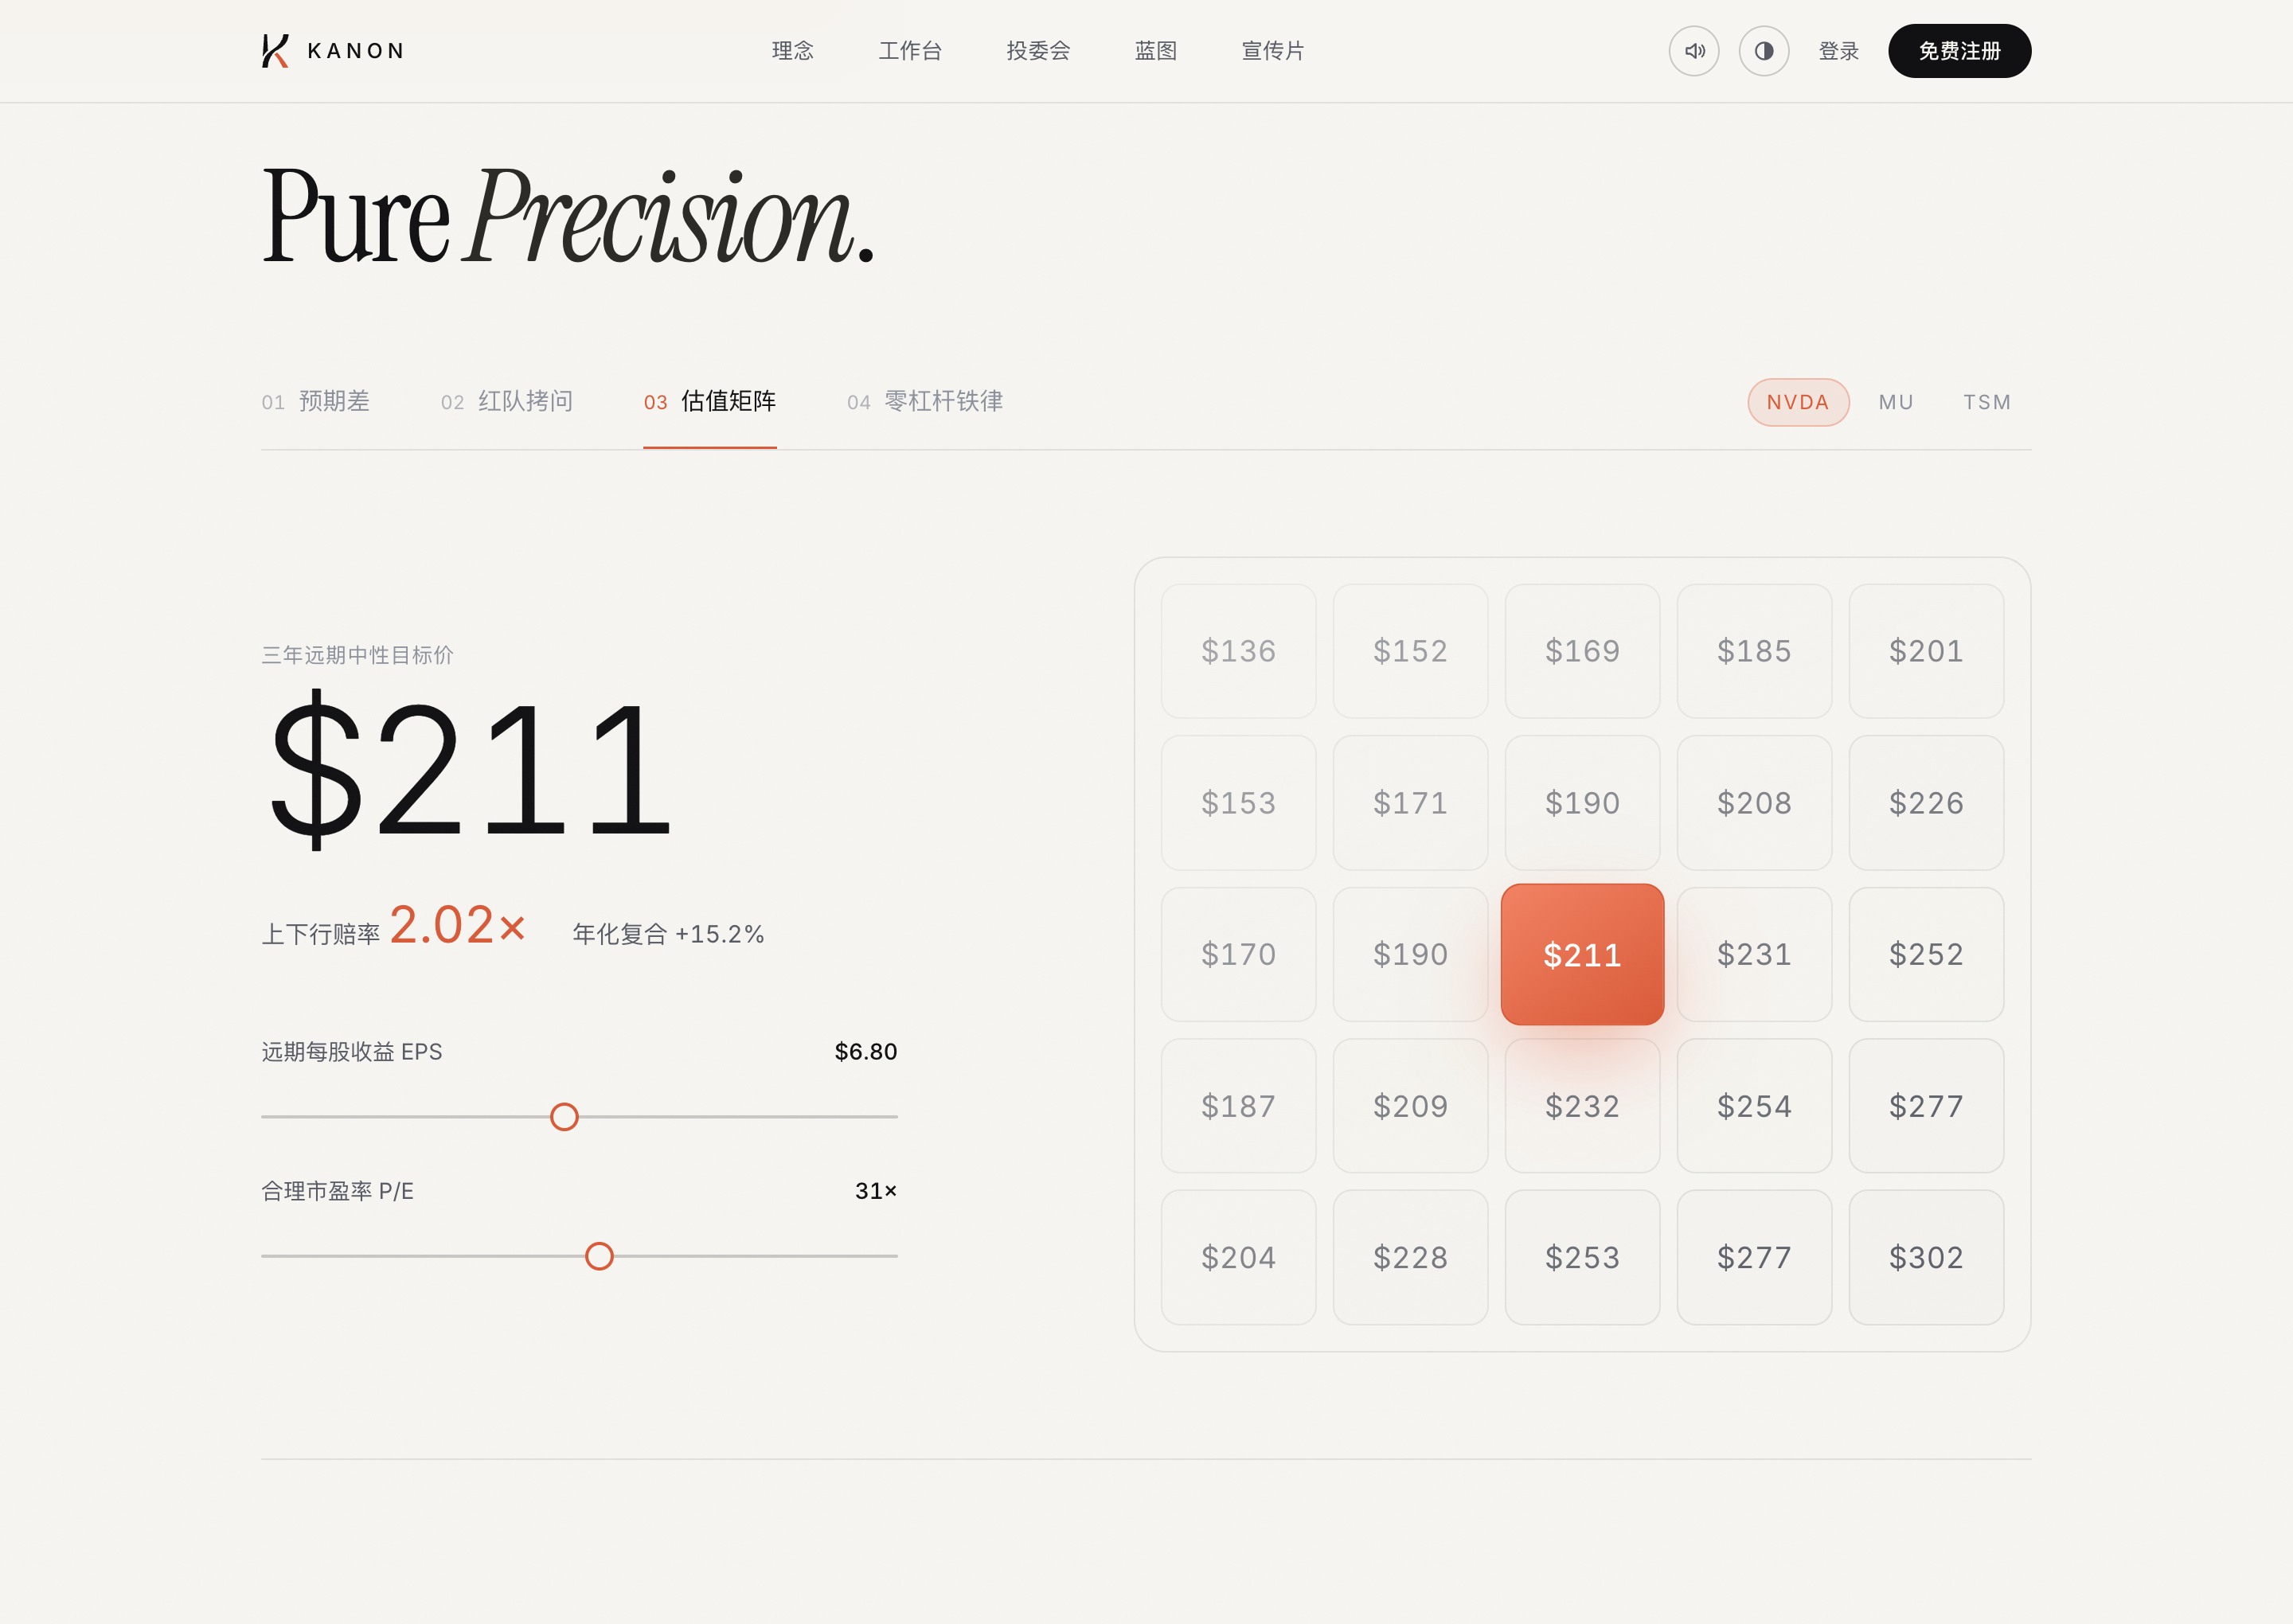 KANON 理念 工作台 投委会 蓝图 宣传片 登录 免费注册
Pure Precision.
01 预期差 02 红队拷问 03 估值矩阵 04 零杠杆铁律 NVDA MU TSM
三年远期中性目标价
$211
上下行赔率 2.02× 年化复合 +15.2%
远期每股收益 EPS $6.80
合理市盈率 P/E 31×
$136 $152 $169 $185 $201
$153 $171 $190 $208 $226
$170 $190 $211 $231 $252
$187 $209 $232 $254 $277
$204 $228 $253 $277 $302